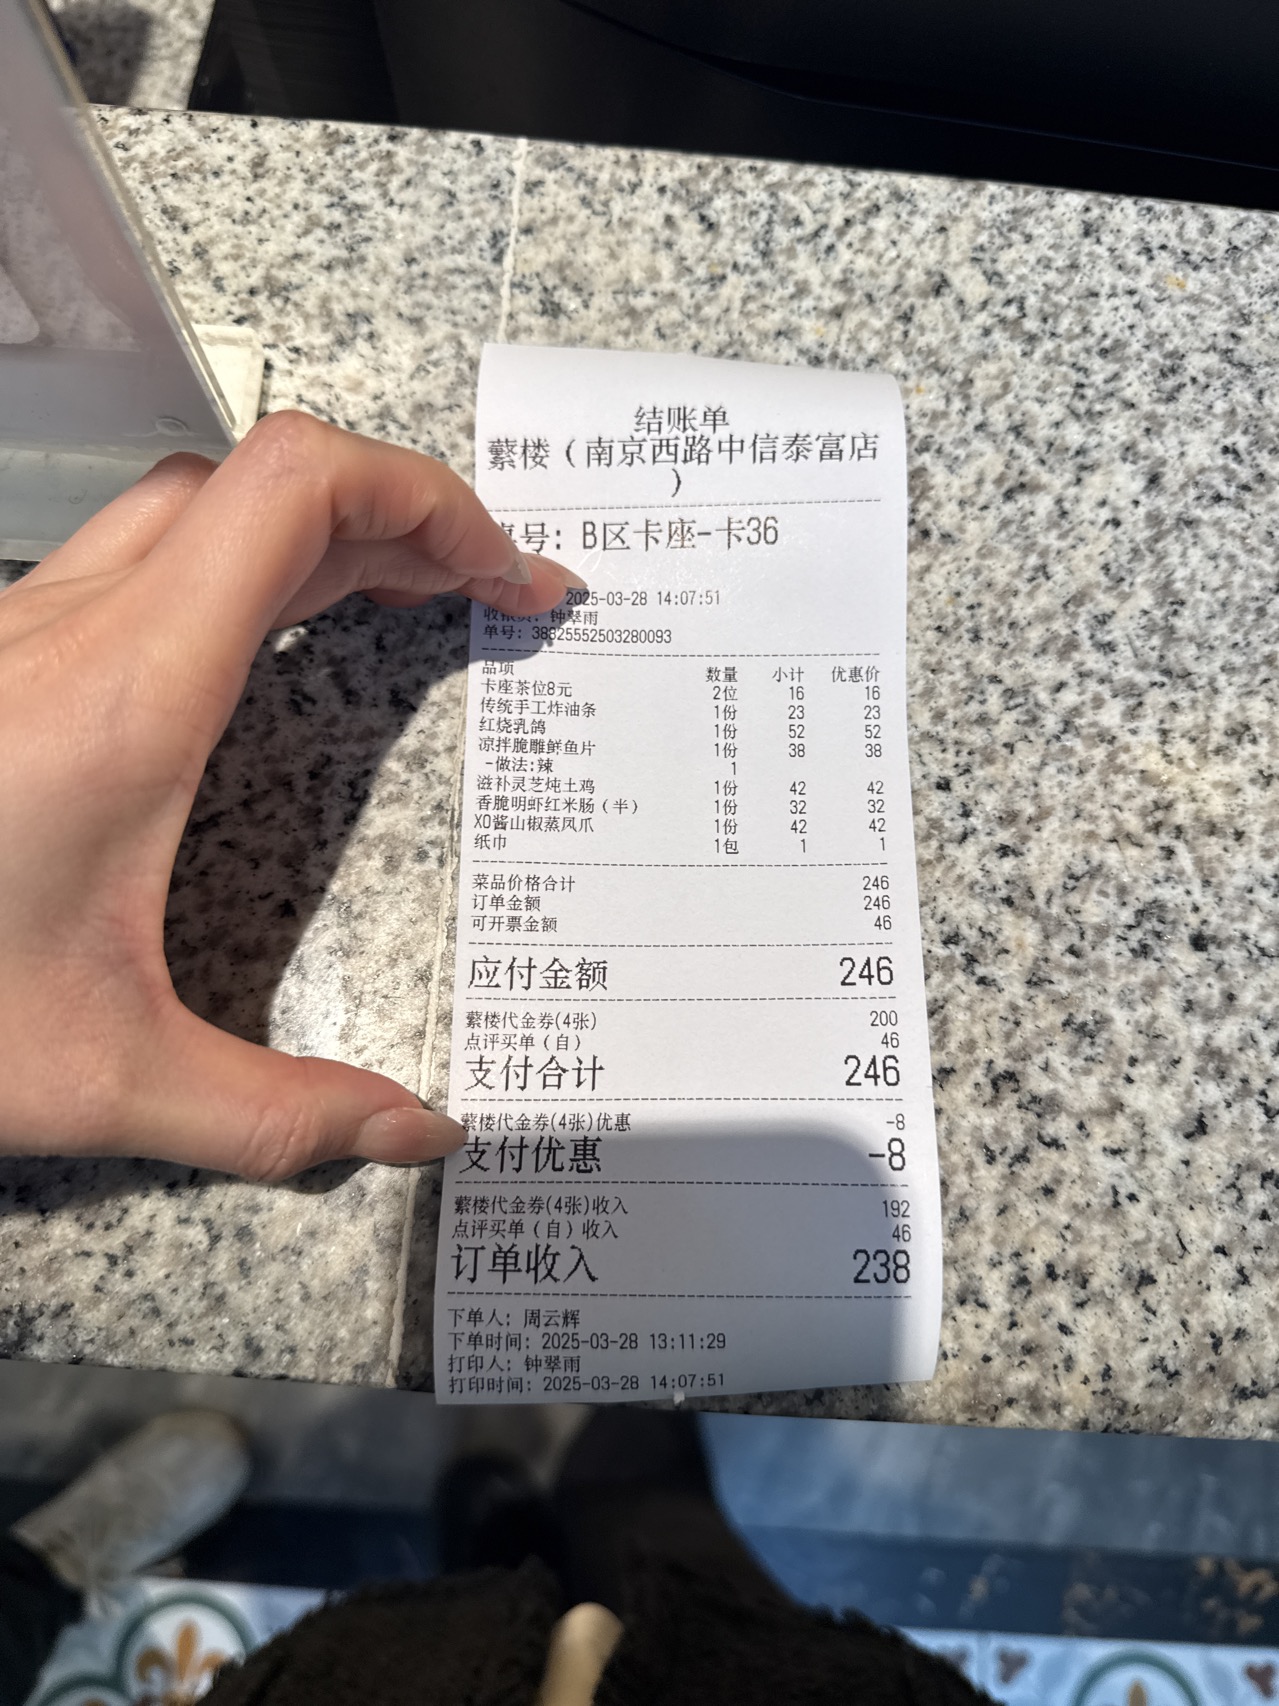 结账单
蘩楼（南京西路中信泰富店
）
号: B区卡座-卡36
2025-03-28 14:07:51
收银员: 钟翠雨
单号: 38825552503280093
品项 数量 小计 优惠价
卡座茶位8元 2位 16 16
传统手工炸油条 1份 23 23
红烧乳鸽 1份 52 52
凉拌脆雕鲜鱼片 1份 38 38
-做法:辣 1
滋补灵芝炖土鸡 1份 42 42
香脆明虾红米肠（半） 1份 32 32
XO酱山椒蒸凤爪 1份 42 42
纸巾 1包 1 1
菜品价格合计 246
订单金额 246
可开票金额 46
应付金额 246
蘩楼代金券(4张) 200
点评买单（自） 46
支付合计 246
蘩楼代金券(4张)优惠 -8
支付优惠 -8
蘩楼代金券(4张)收入 192
点评买单（自）收入 46
订单收入 238
下单人: 周云辉
下单时间: 2025-03-28 13:11:29
打印人: 钟翠雨
打印时间: 2025-03-28 14:07:51